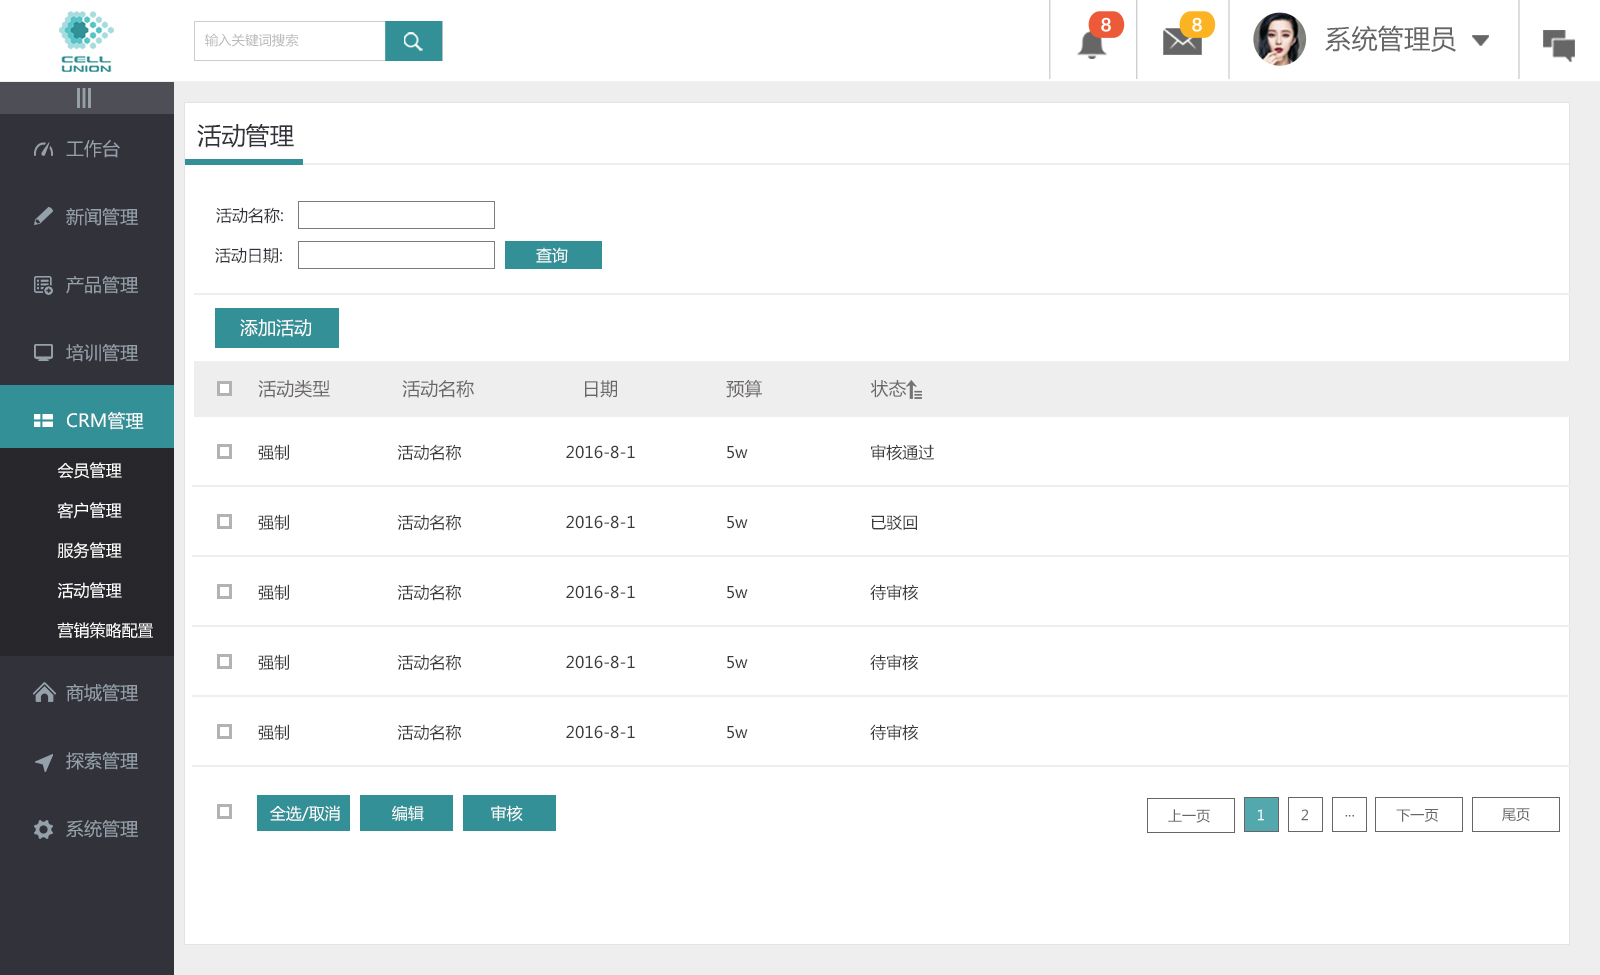 CELL
UNION
输入关键词搜索
8
8
系统管理员
工作台
新闻管理
产品管理
培训管理
CRM管理
会员管理
客户管理
服务管理
活动管理
营销策略配置
商城管理
探索管理
系统管理
活动管理
活动名称:
活动日期: 查询
添加活动
活动类型 活动名称 日期 预算 状态
强制 活动名称 2016-8-1 5w 审核通过
强制 活动名称 2016-8-1 5w 已驳回
强制 活动名称 2016-8-1 5w 待审核
强制 活动名称 2016-8-1 5w 待审核
强制 活动名称 2016-8-1 5w 待审核
全选/取消 编辑 审核 上一页 1 2 ... 下一页 尾页